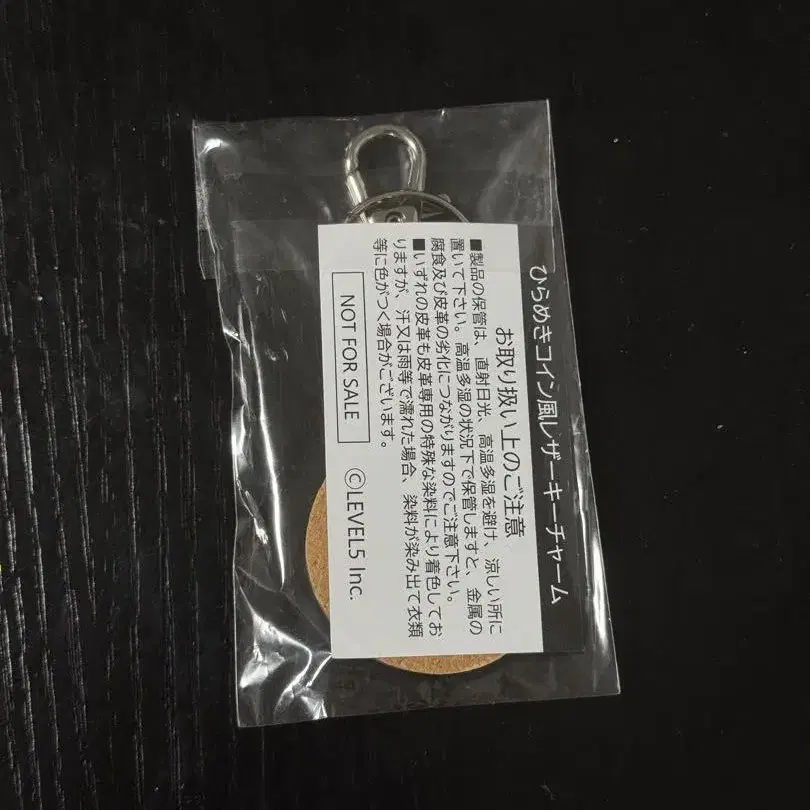 ひらめきコイン風レザーキーチャーム
お取り扱い上のご注意
■製品の保管は、直射日光、高温多湿を避け、涼しい所に
置いて下さい。高温多湿の状況下で保管しますと、金属の
腐食及び皮革の劣化につながりますのでご注意下さい。
■いずれの皮革も皮革専用の特殊な染料により着色してお
りますが、汗又は雨等で濡れた場合、染料が染み出て衣類
等に色がつく場合がございます。
NOT FOR SALE
©LEVEL5 Inc.